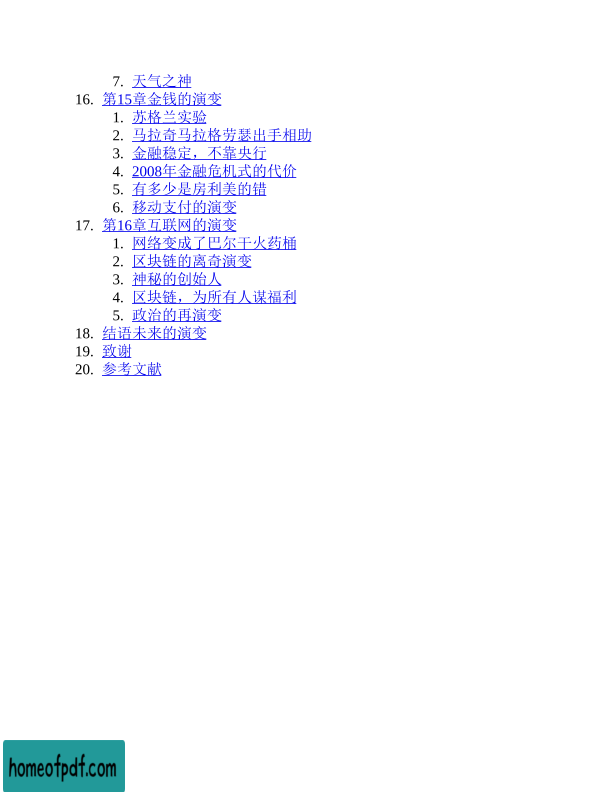 7. 天气之神
16. 第15章金钱的演变
1. 苏格兰实验
2. 马拉奇马拉格劳瑟出手相助
3. 金融稳定，不靠央行
4. 2008年金融危机式的代价
5. 有多少是房利美的错
6. 移动支付的演变
17. 第16章互联网的演变
1. 网络变成了巴尔干火药桶
2. 区块链的离奇演变
3. 神秘的创始人
4. 区块链，为所有人谋福利
5. 政治的再演变
18. 结语未来的演变
19. 致谢
20. 参考文献
homeofpdf.com